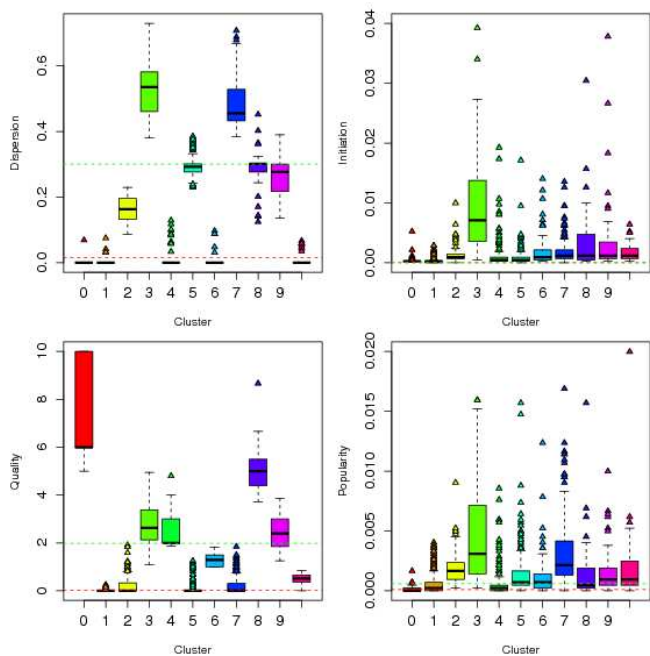 0.0 0.2 0.4 0.6
Dispersion
0 1 2 3 4 5 6 7 8 9
Cluster
0.00 0.01 0.02 0.03 0.04
Initiation
0 1 2 3 4 5 6 7 8 9
Cluster
0 2 4 6 8 10
Quality
0 1 2 3 4 5 6 7 8 9
Cluster
0.000 0.005 0.010 0.015 0.020
Popularity
0 1 2 3 4 5 6 7 8 9
Cluster